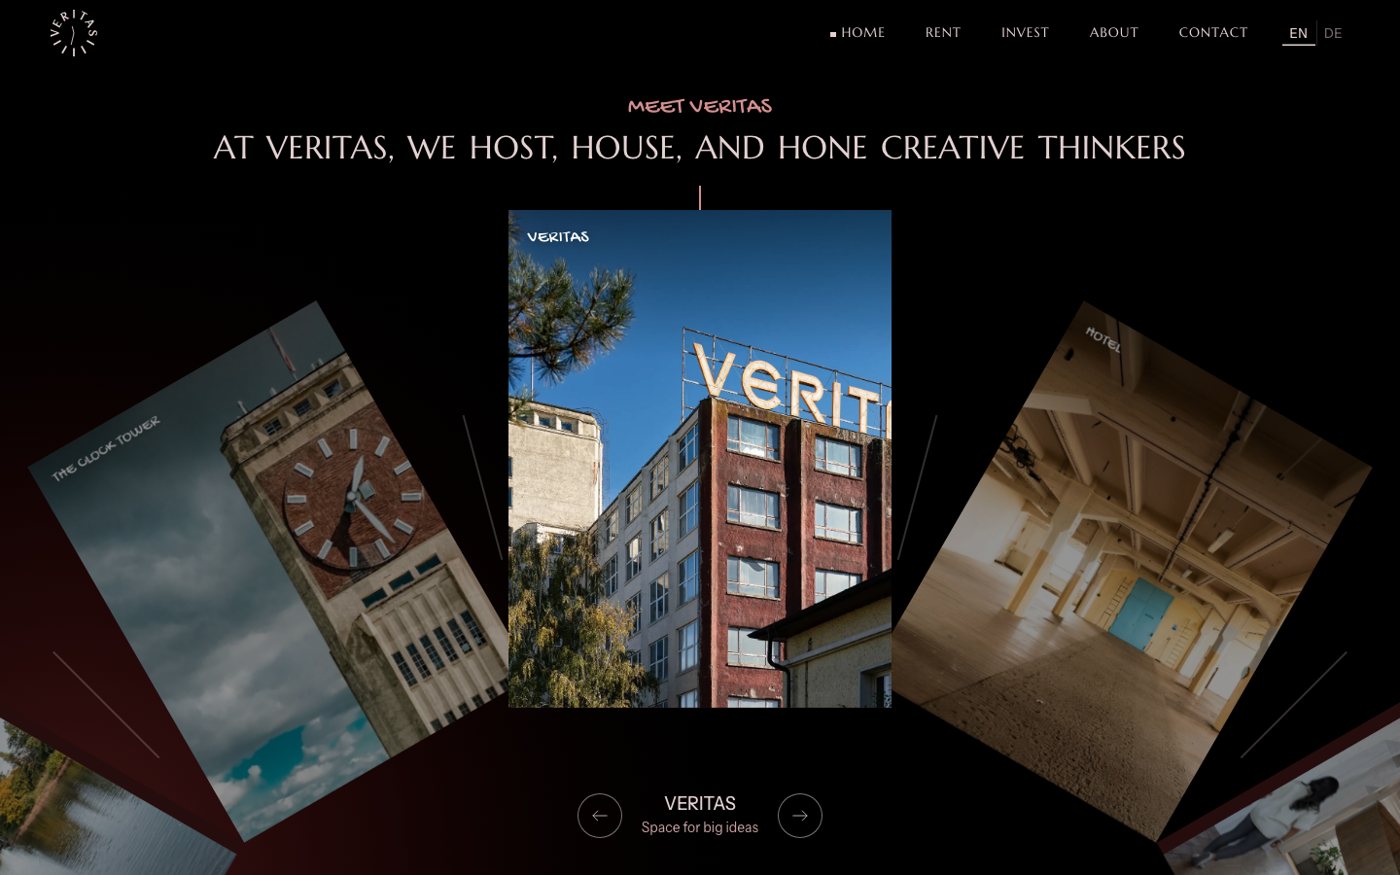 VERITAS
HOME
RENT
INVEST
ABOUT
CONTACT
EN
DE
MEET VERITAS
AT VERITAS, WE HOST, HOUSE, AND HONE CREATIVE THINKERS
VERITAS
VERIT
THE CLOCK TOWER
HOTEL
VERITAS
Space for big ideas